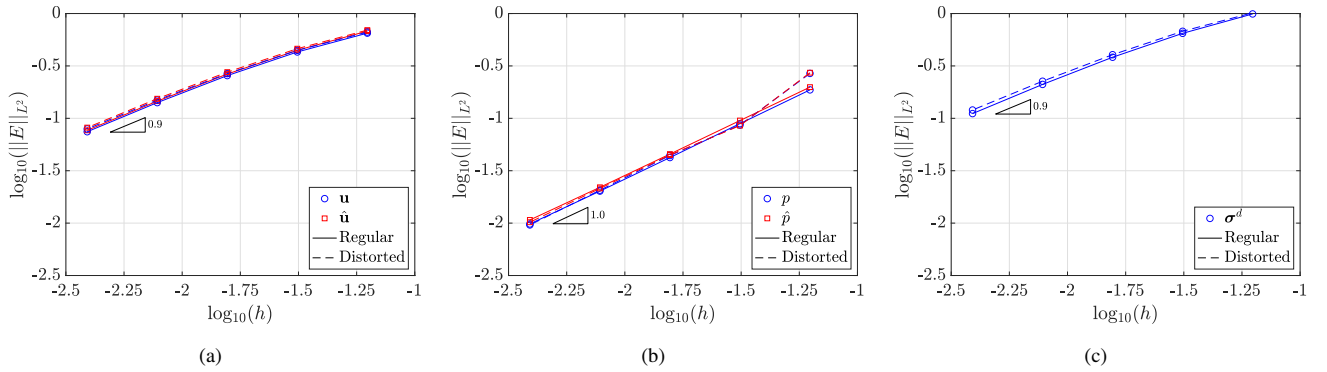 0
-0.5
-1
-1.5
-2
-2.5
log₁₀(||E||_{L²})
0.9
u
û
Regular
Distorted
-2.5 -2.25 -2 -1.75 -1.5 -1.25 -1
log₁₀(h)
(a)
0
-0.5
-1
-1.5
-2
-2.5
log₁₀(||E||_{L²})
1.0
p
p̂
Regular
Distorted
-2.5 -2.25 -2 -1.75 -1.5 -1.25 -1
log₁₀(h)
(b)
0
-0.5
-1
-1.5
-2
-2.5
log₁₀(||E||_{L²})
0.9
σᵈ
Regular
Distorted
-2.5 -2.25 -2 -1.75 -1.5 -1.25 -1
log₁₀(h)
(c)